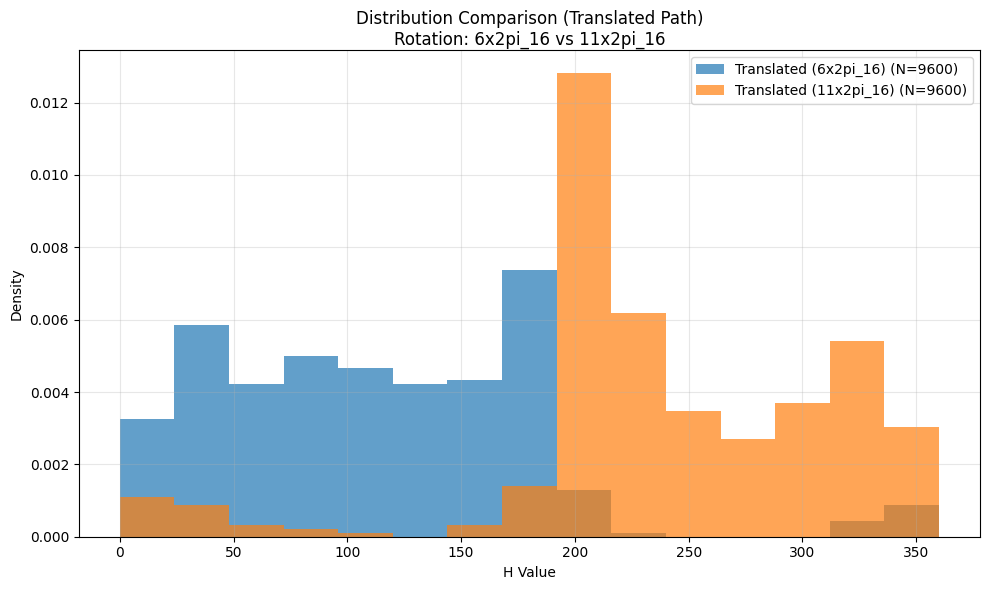 Distribution Comparison (Translated Path)
Rotation: 6x2pi_16 vs 11x2pi_16
Translated (6x2pi_16) (N=9600)
Translated (11x2pi_16) (N=9600)
Density
0.012
0.010
0.008
0.006
0.004
0.002
0.000
0 50 100 150 200 250 300 350
H Value